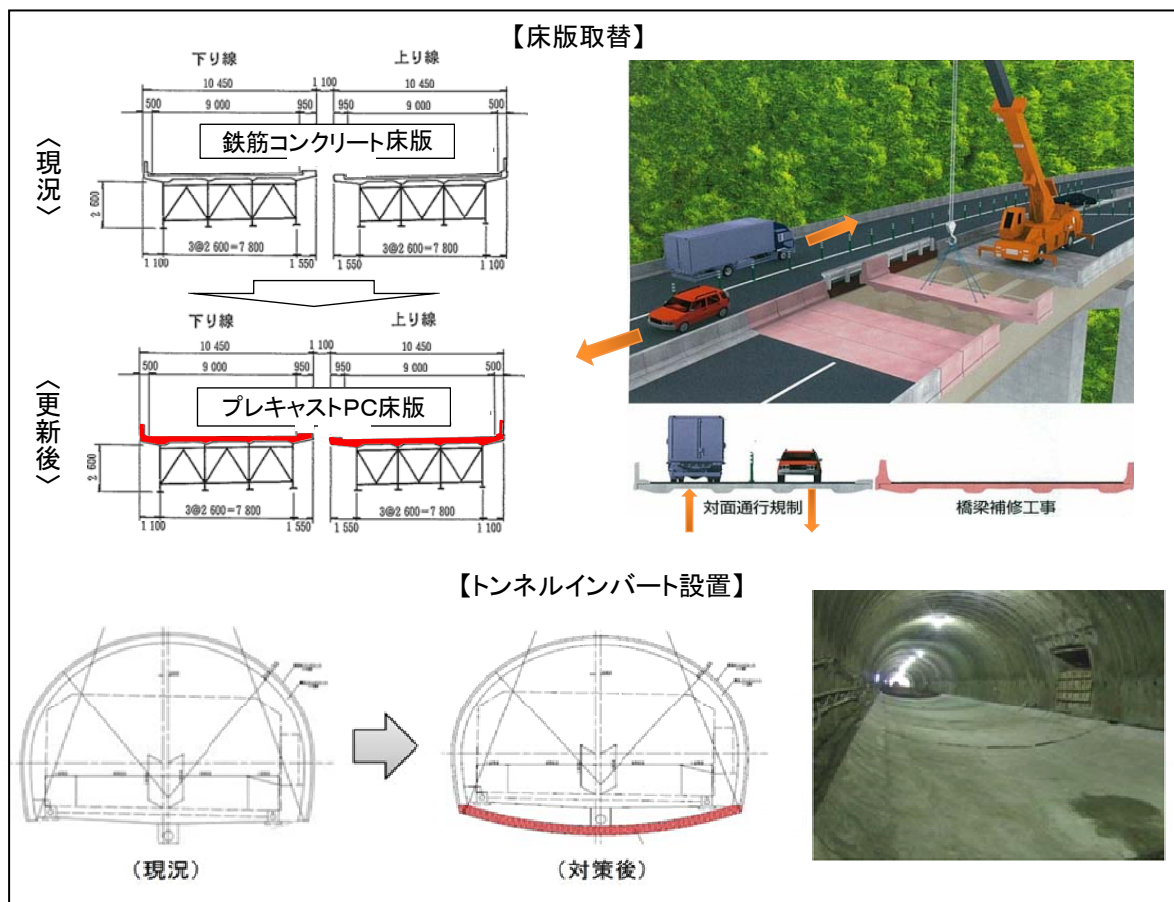 【床版取替】
下り線
上り線
10 450
1 100
10 450
500
9 000
950
950
9 000
500
〈現況〉
鉄筋コンクリート床版
2 600
3@2 600=7 800
3@2 600=7 800
1 100
1 550
1 550
1 100
下り線
上り線
10 450
1 100
10 450
500
9 000
950
950
9 000
500
〈更新後〉
プレキャストPC床版
2 600
3@2 600=7 800
3@2 600=7 800
1 100
1 550
1 550
1 100
対面通行規制
橋梁補修工事
【トンネルインバート設置】
(現況)
(対策後)